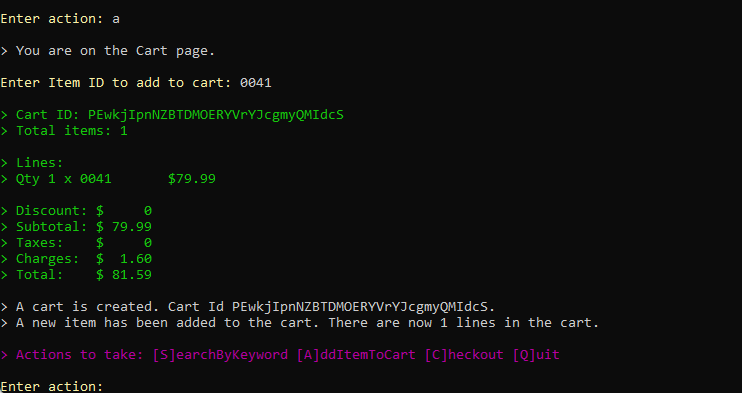 Enter action: a
> You are on the Cart page.
Enter Item ID to add to cart: 0041
> Cart ID: PEwkjIpnNZBTDMOERYVrYJcgmyQMIdcS
> Total items: 1
> Lines:
> Qty 1 x 0041       $79.99
> Discount: $     0
> Subtotal: $ 79.99
> Taxes:    $     0
> Charges:  $  1.60
> Total:    $ 81.59
> A cart is created. Cart Id PEwkjIpnNZBTDMOERYVrYJcgmyQMIdcS.
> A new item has been added to the cart. There are now 1 lines in the cart.
> Actions to take: [S]earchByKeyword [A]ddItemToCart [C]heckout [Q]uit
Enter action: